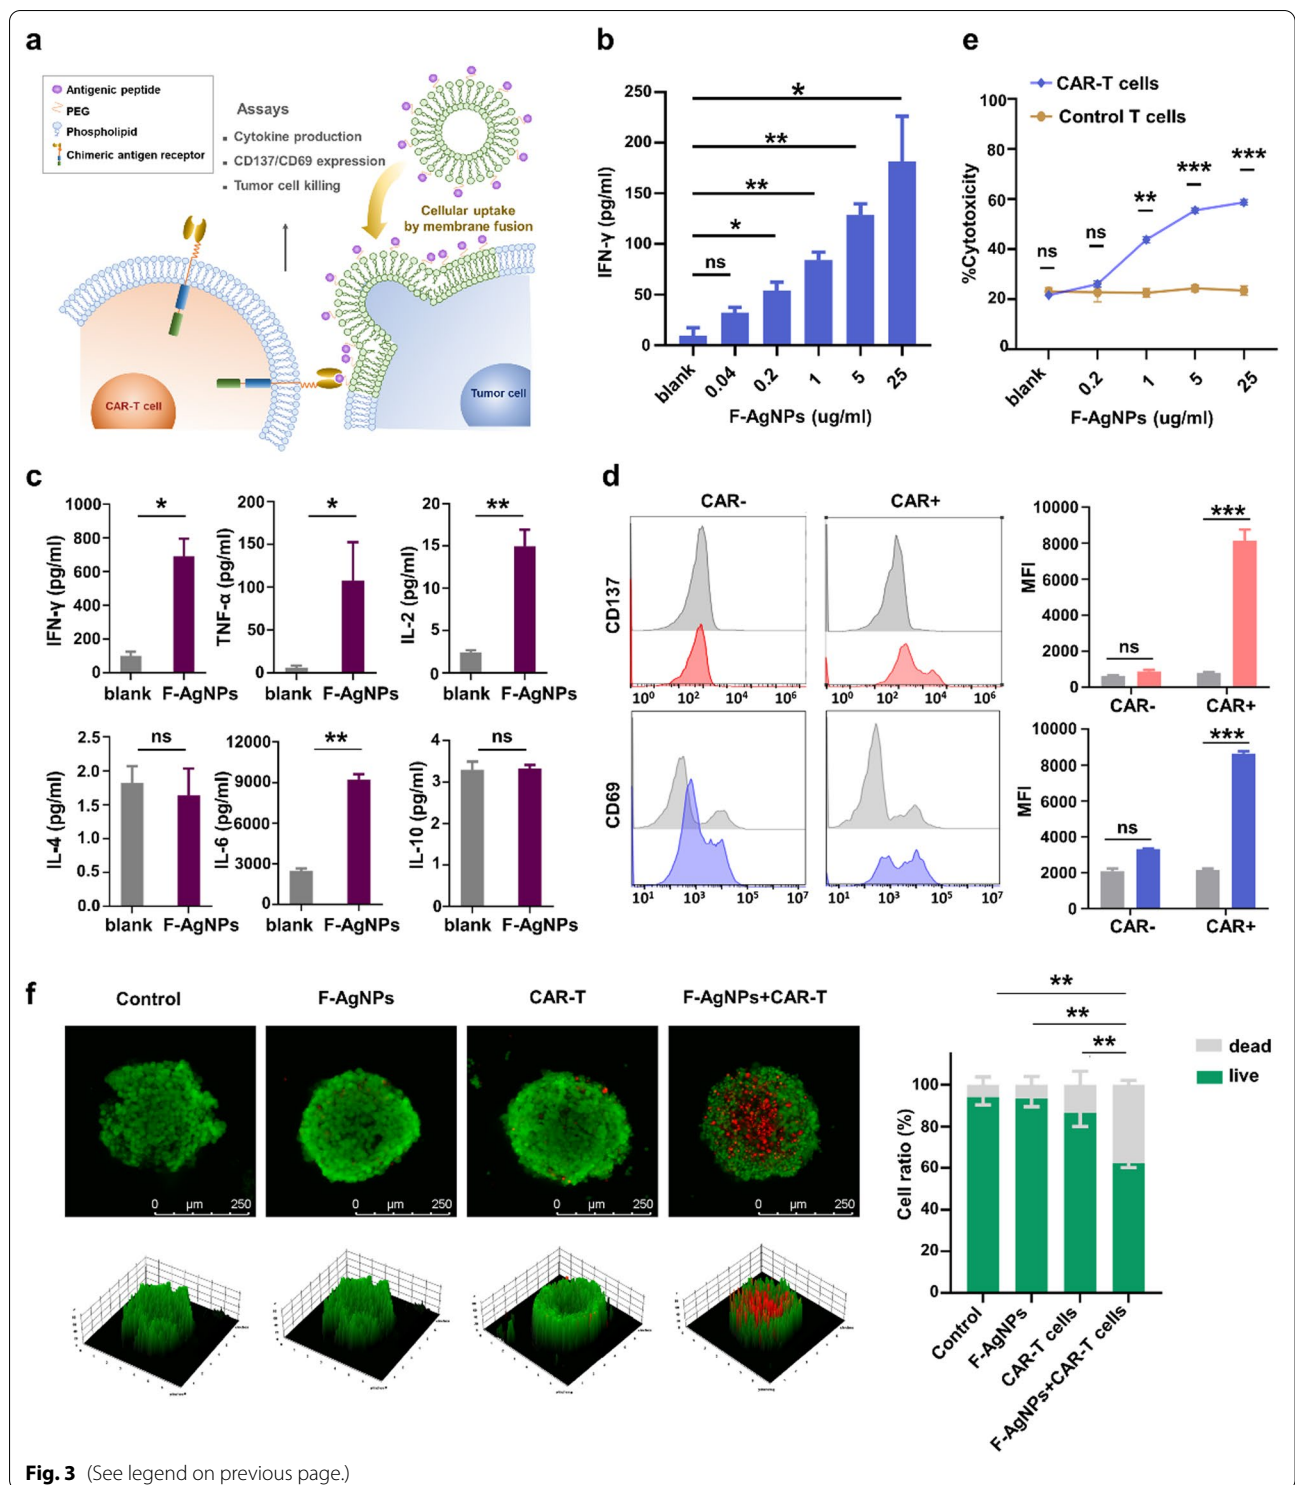 a
Antigenic peptide
PEG
Phospholipid
Chimeric antigen receptor
Assays
▪ Cytokine production
▪ CD137/CD69 expression
▪ Tumor cell killing
Cellular uptake
by membrane fusion
CAR-T cell
Tumor cell
b
IFN-γ (pg/ml)
250
200
150
100
50
0
ns
*
**
**
*
blank
0.04
0.2
1
5
25
F-AgNPs (ug/ml)
e
CAR-T cells
Control T cells
%Cytotoxicity
100
80
60
40
20
0
ns
ns
**
***
***
blank
0.2
1
5
25
F-AgNPs (ug/ml)
c
IFN-γ (pg/ml)
1000
800
600
400
200
0
*
blank F-AgNPs
TNF-α (pg/ml)
200
150
100
50
0
*
blank F-AgNPs
IL-2 (pg/ml)
20
15
10
5
0
**
blank F-AgNPs
IL-4 (pg/ml)
2.5
2.0
1.5
1.0
0.5
0.0
ns
blank F-AgNPs
IL-6 (pg/ml)
12000
9000
6000
3000
0
**
blank F-AgNPs
IL-10 (pg/ml)
4
3
2
1
0
ns
blank F-AgNPs
d
CAR- CAR+
CD137
10⁰ 10² 10⁴ 10⁶
10⁰ 10² 10⁴ 10⁶
CD69
10¹ 10³ 10⁵ 10⁷
10¹ 10³ 10⁵ 10⁷
MFI
10000
8000
6000
4000
2000
0
ns
***
CAR- CAR+
MFI
10000
8000
6000
4000
2000
0
ns
***
CAR- CAR+
f
Control F-AgNPs CAR-T F-AgNPs+CAR-T
0 µm 250
0 µm 250
0 µm 250
0 µm 250
Cell ratio (%)
100
80
60
40
20
0
**
**
**
dead
live
Control
F-AgNPs
CAR-T cells
F-AgNPs+CAR-T cells
Fig. 3 (See legend on previous page.)